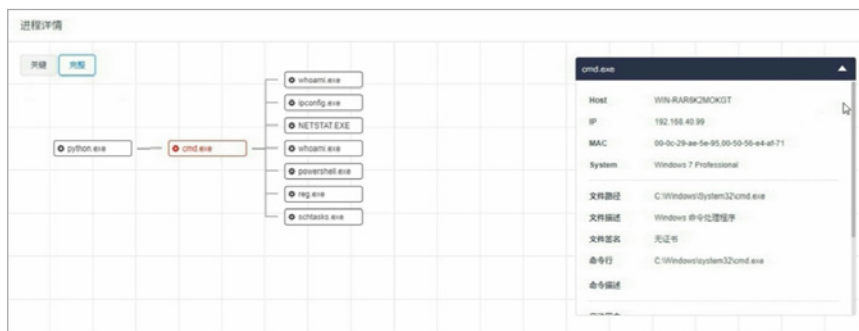 进程详情
关键
完整
python.exe
cmd.exe
whoami.exe
ipconfig.exe
NETSTAT.EXE
whoami.exe
powershell.exe
reg.exe
schtasks.exe
cmd.exe
Host WIN-RAR6K2MOKGT
IP 192.168.40.99
MAC 00-0c-29-ae-5e-95,00-50-56-e4-af-71
System Windows 7 Professional
文件路径 C:\Windows\System32\cmd.exe
文件描述 Windows 命令处理程序
文件签名 无证书
命令行 C:\Windows\system32\cmd.exe
命令描述